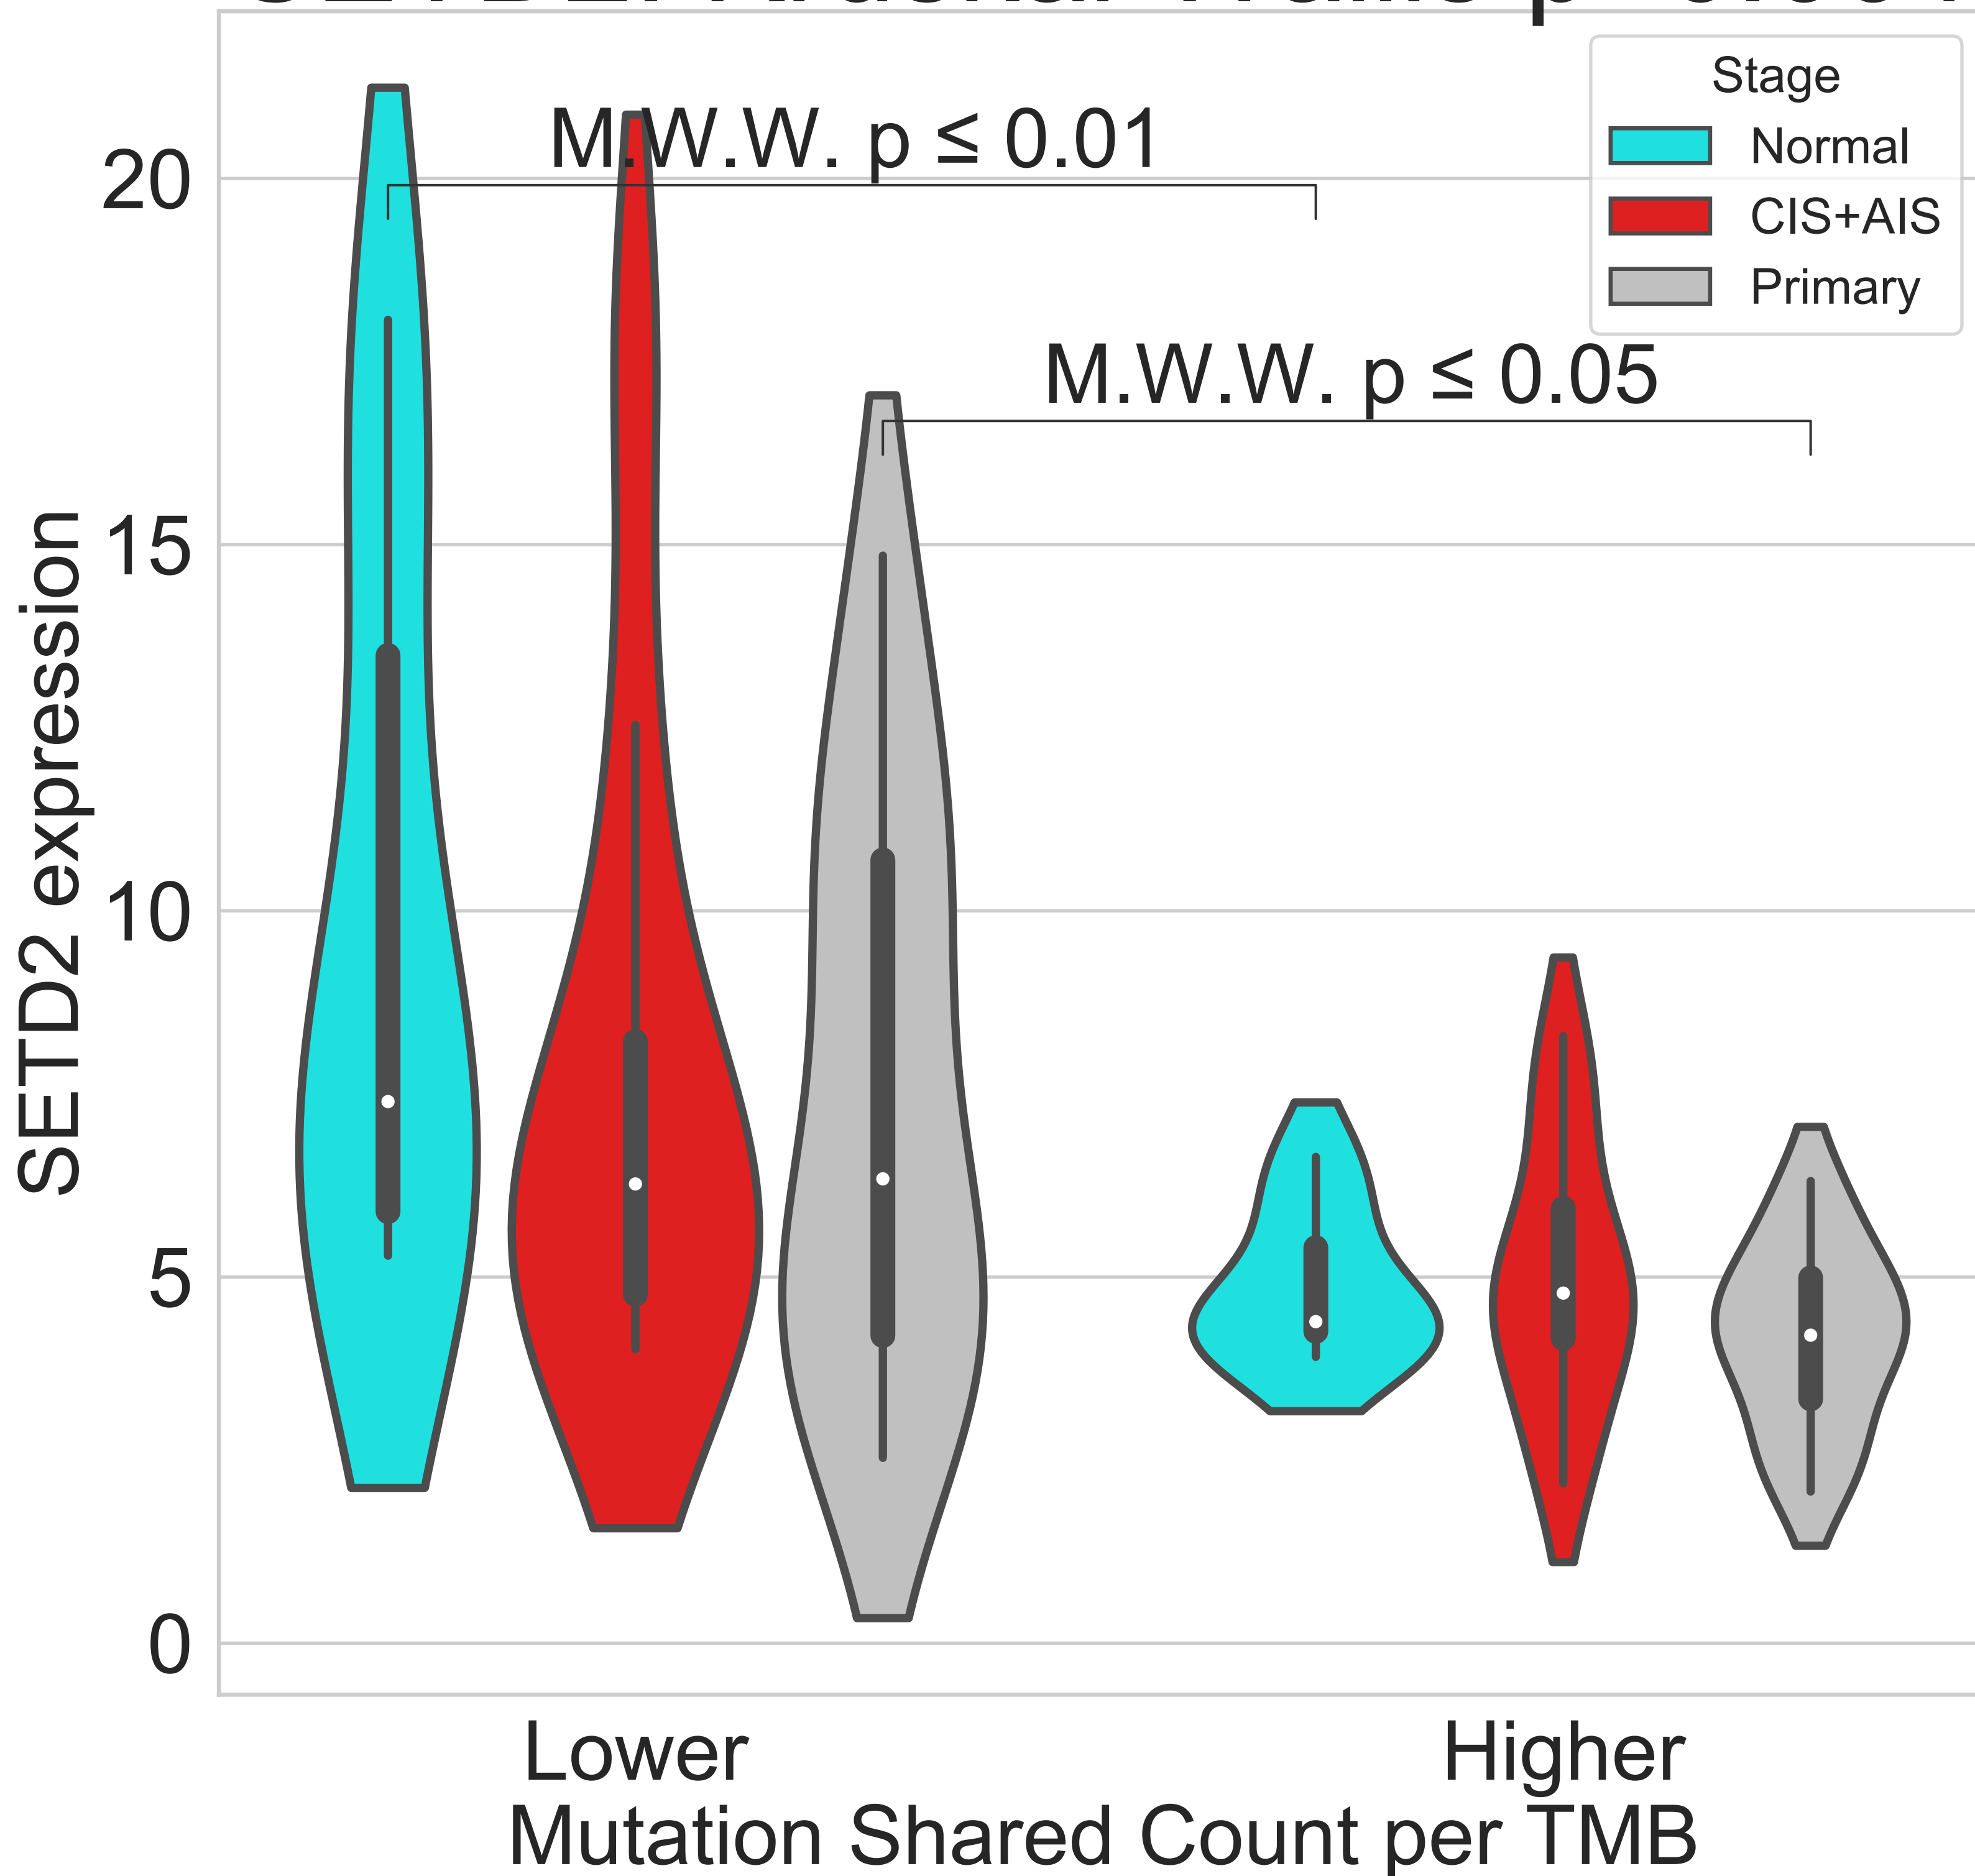 Stage
Normal
CIS+AIS
Primary
M.W.W. p ≤ 0.01
M.W.W. p ≤ 0.05
20
15
10
5
0
SETD2 expression
Lower
Higher
Mutation Shared Count per TMB